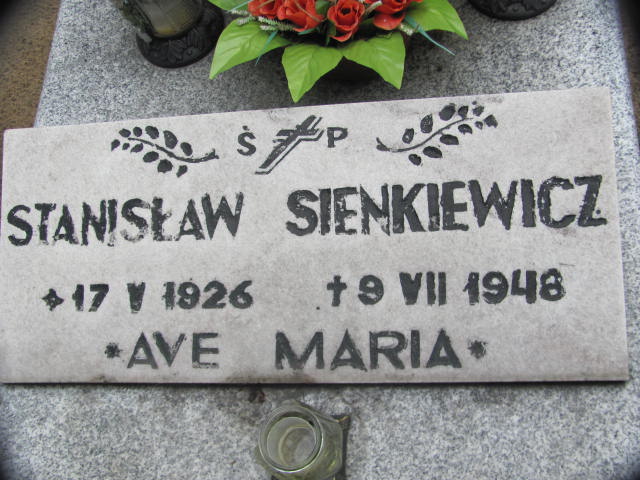 Ś P
STANISŁAW SIENKIEWICZ
* 17 V 1926 † 9 VII 1948
* AVE MARIA *